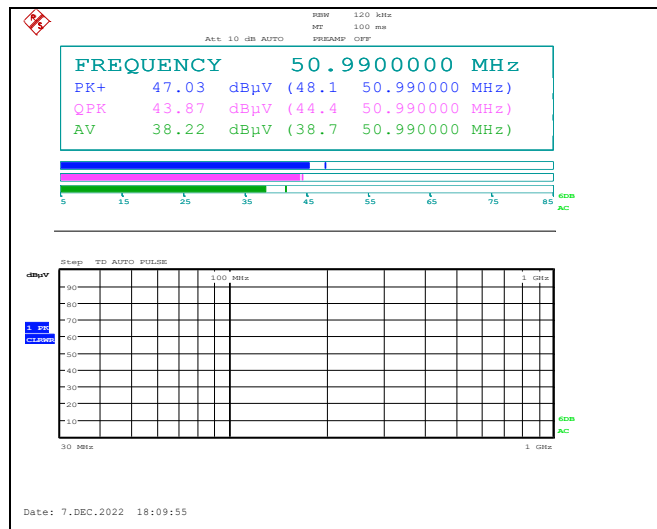 R S
RBW 120 kHz
MT 100 ms
Att 10 dB AUTO PREAMP OFF
FREQUENCY 50.9900000 MHz
PK+ 47.03 dBµV (48.1 50.990000 MHz)
QPK 43.87 dBµV (44.4 50.990000 MHz)
AV 38.22 dBµV (38.7 50.990000 MHz)
5 15 25 35 45 55 65 75 85
6DB
AC
Step TD AUTO PULSE
dBµV
100 MHz 1 GHz
90
80
70
1 PK
60
CLRWR
50
40
30
20
10
6DB
AC
30 MHz 1 GHz
Date: 7.DEC.2022 18:09:55